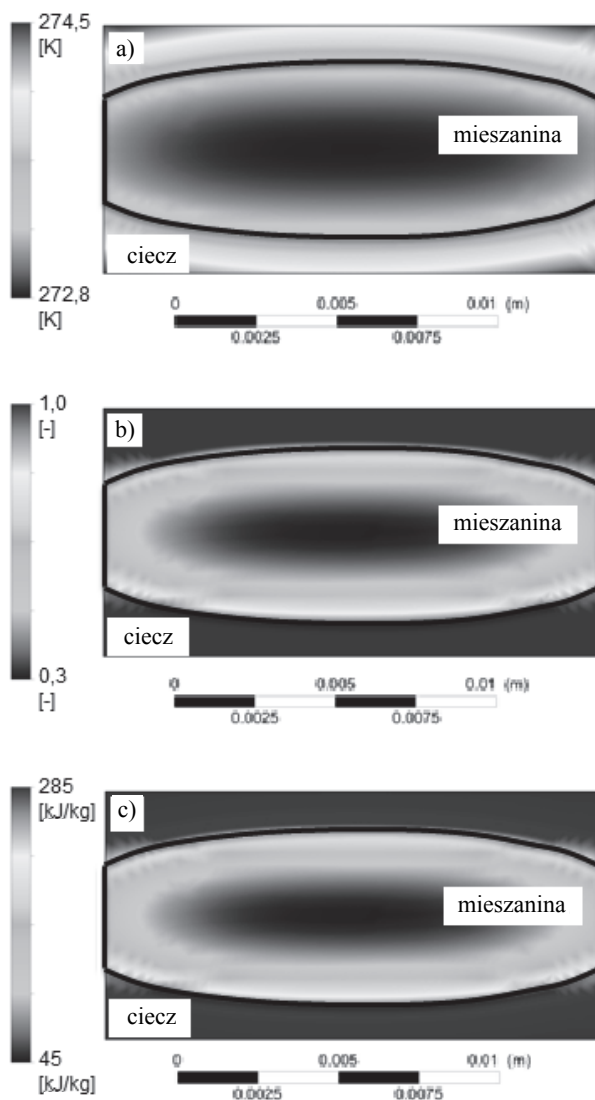 274,5
[K]
a)
mieszanina
ciecz
272,8
[K]
0 0.005 0.01 (m)
0.0025 0.0075
1,0
[-]
b)
mieszanina
ciecz
0,3
[-]
0 0.005 0.01 (m)
0.0025 0.0075
285
[kJ/kg]
c)
mieszanina
ciecz
45
[kJ/kg]
0 0.005 0.01 (m)
0.0025 0.0075